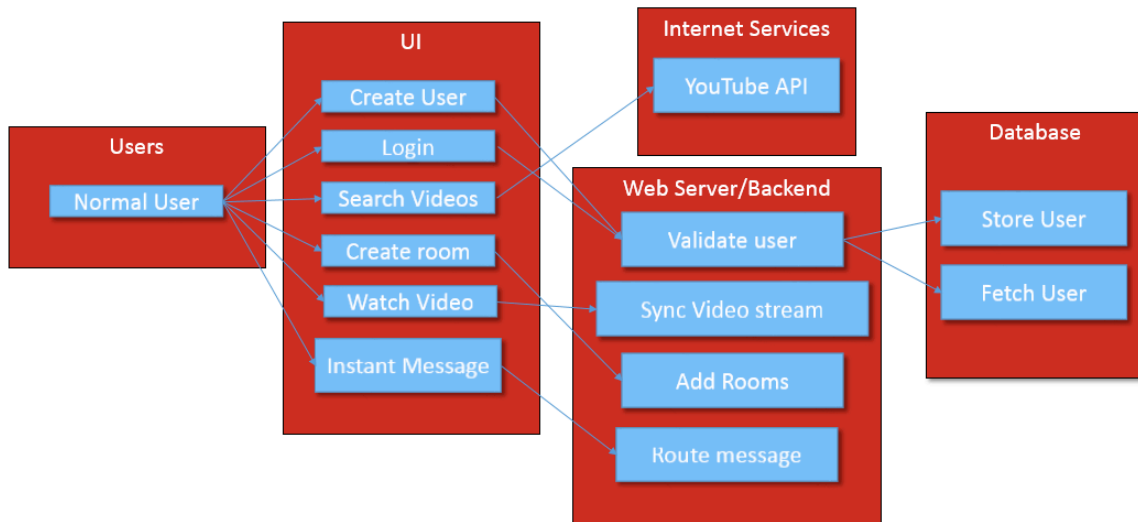 Users
Normal User
UI
Create User
Login
Search Videos
Create room
Watch Video
Instant Message
Internet Services
YouTube API
Web Server/Backend
Validate user
Sync Video stream
Add Rooms
Route message
Database
Store User
Fetch User